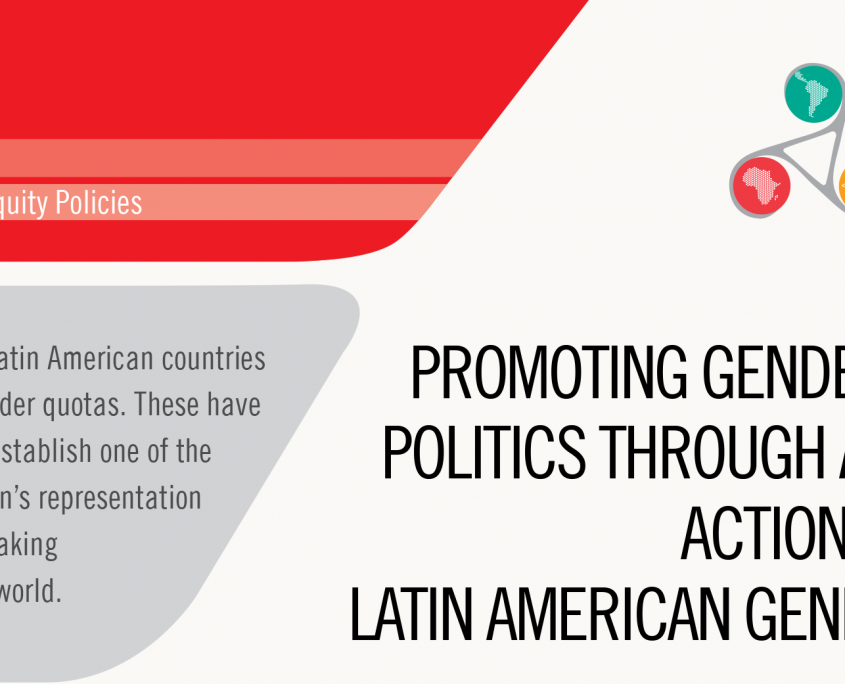 quity Policies
atin American countries
der quotas. These have
stablish one of the
n's representation
aking
world.
PROMOTING GENDE
POLITICS THROUGH A
ACTION
LATIN AMERICAN GEN